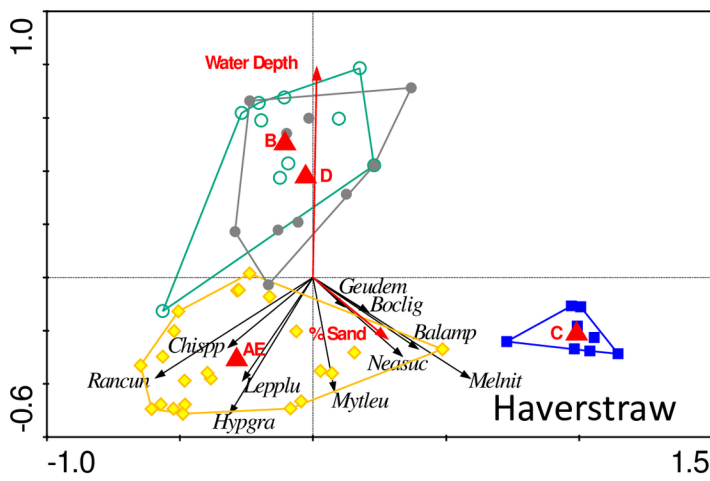 1.0
Water Depth
B
D
Geudem
Boclig
% Sand
Balamp
C
Chispp
AE
Neasuc
Rancun
Lepplu
Melnit
Mytleu
Hypgra
Haverstraw
-0.6
-1.0
1.5